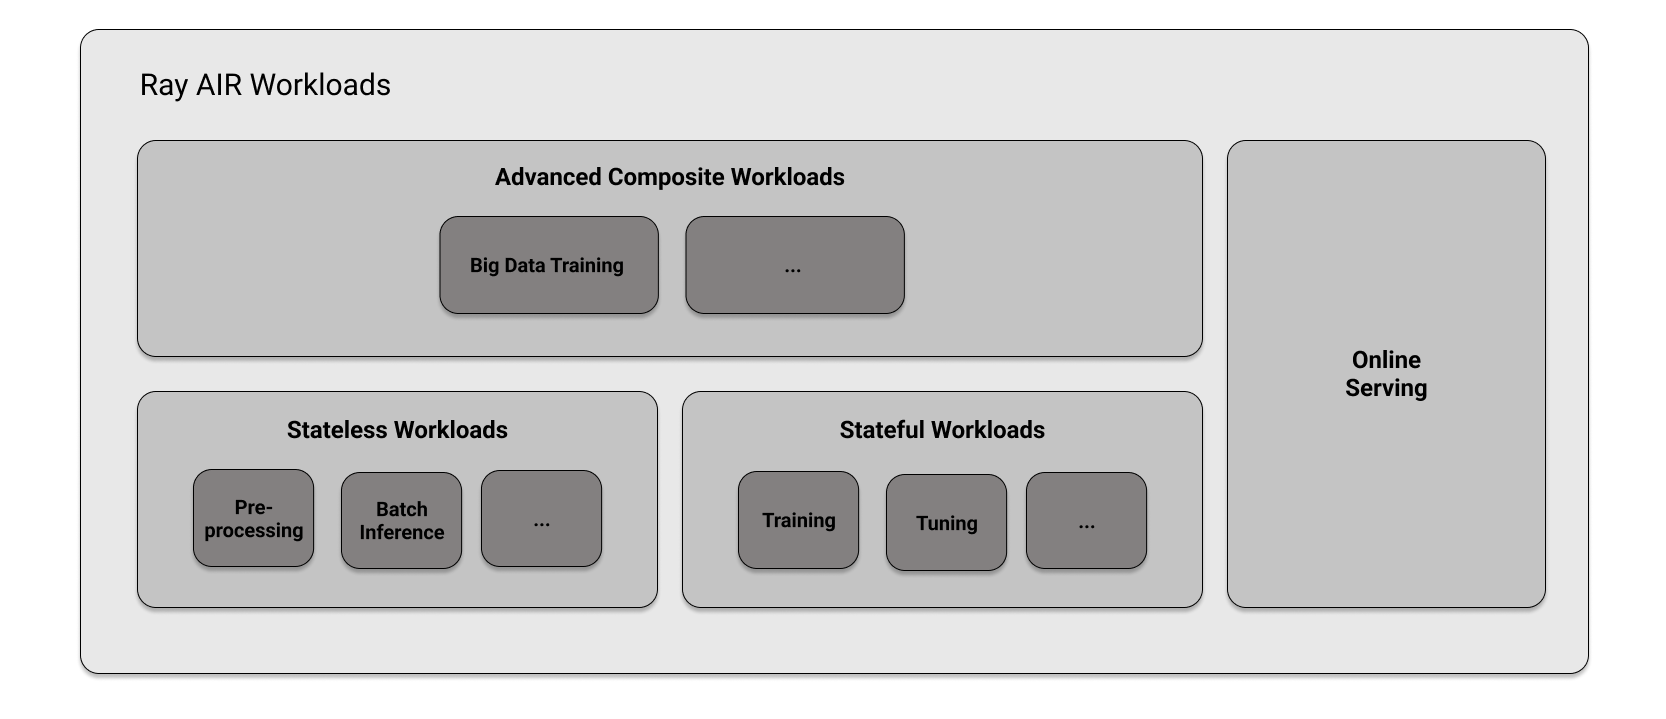 Ray AIR Workloads
Advanced Composite Workloads
Big Data Training
...
Online
Serving
Stateless Workloads
Pre-
processing
Batch
Inference
...
Stateful Workloads
Training
Tuning
...